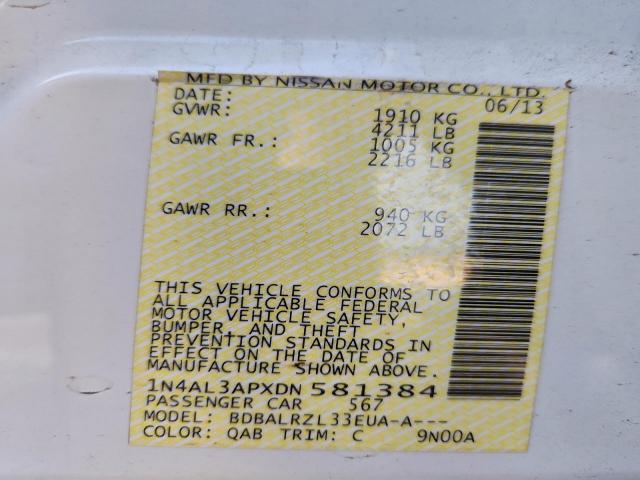 MFD BY NISSAN MOTOR CO., LTD.
DATE: 06/13
GVWR: 1910 KG
4211 LB
GAWR FR.: 1005 KG
2216 LB
GAWR RR.: 940 KG
2072 LB
THIS VEHICLE CONFORMS TO
ALL APPLICABLE FEDERAL
MOTOR VEHICLE SAFETY,
BUMPER, AND THEFT
PREVENTION STANDARDS IN
EFFECT ON THE DATE OF
MANUFACTURE SHOWN ABOVE.
1N4AL3APXDN 581384
PASSENGER CAR 567
MODEL: BDBALRZL33EUA-A---
COLOR: QAB TRIM: C 9N00A